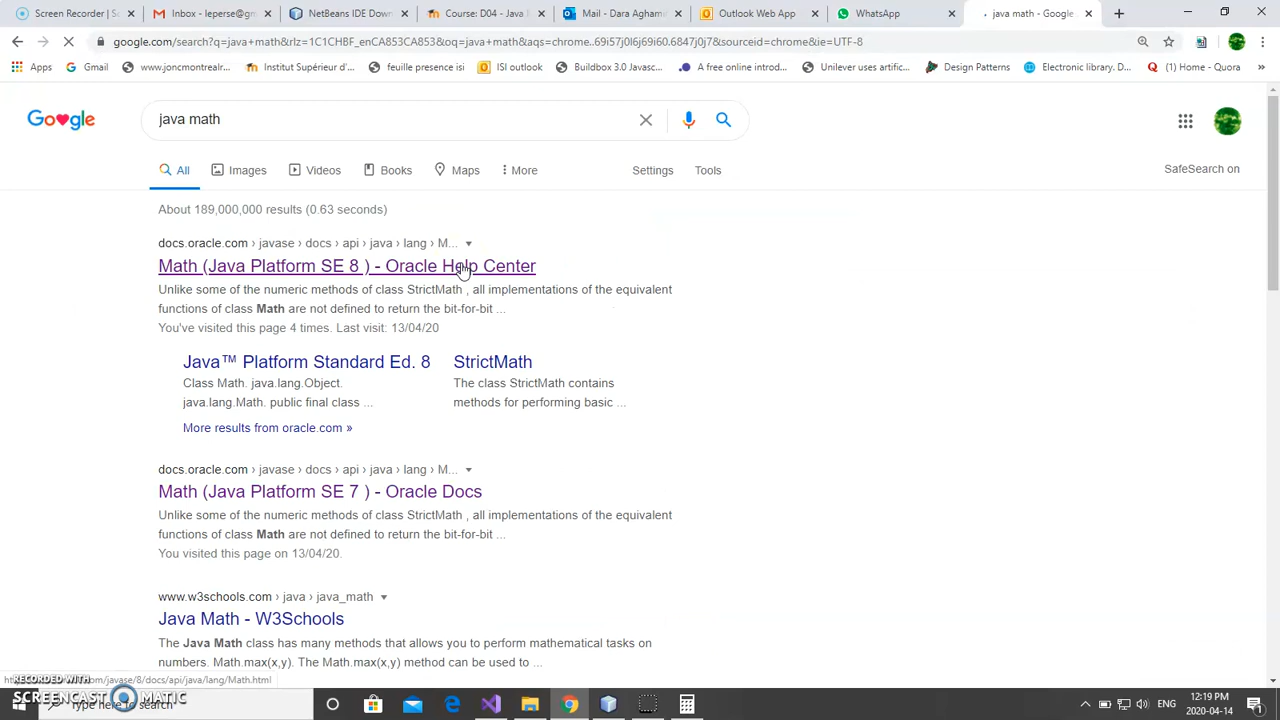 Screen Recorder | Sc
Inbox - leperse@gm
NetBeans IDE Down
Course: D04 - Java
Mail - Dara Agham
Outlook Web App
WhatsApp
java math - Google
google.com/search?q=java+math&rlz=1C1CHBF_enCA853CA853&oq=java+math&aqs=chrome..69i57j0l6j69i60.6847j0j7&sourceid=chrome&ie=UTF-8
Apps
Gmail
www.joncmontreal...
Institut Supérieur d'...
feuille presence isi
ISI outlook
Buildbox 3.0 Javasc...
A free online introd...
Unilever uses artific...
Design Patterns
Electronic library. D...
(1) Home - Quora
»
Google
java math
All
Images
Videos
Books
Maps
More
Settings
Tools
SafeSearch on
About 189,000,000 results (0.63 seconds)
docs.oracle.com › javase › docs › api › java › lang › M...
Math (Java Platform SE 8 ) - Oracle Help Center
Unlike some of the numeric methods of class StrictMath , all implementations of the equivalent
functions of class Math are not defined to return the bit-for-bit ...
You've visited this page 4 times. Last visit: 13/04/20
Java™ Platform Standard Ed. 8
Class Math. java.lang.Object.
java.lang.Math. public final class ...
StrictMath
The class StrictMath contains
methods for performing basic ...
More results from oracle.com »
docs.oracle.com › javase › docs › api › java › lang › M...
Math (Java Platform SE 7 ) - Oracle Docs
Unlike some of the numeric methods of class StrictMath , all implementations of the equivalent
functions of class Math are not defined to return the bit-for-bit ...
You visited this page on 13/04/20.
www.w3schools.com › java › java_math
Java Math - W3Schools
The Java Math class has many methods that allows you to perform mathematical tasks on
numbers. Math.max(x,y). The Math.max(x,y) method can be used to ...
com/javase/8/docs/api/java/lang/Math.html
RECORDED WITH
SCREENCAST MATIC
Type here to search
ENG
12:19 PM
2020-04-14
1